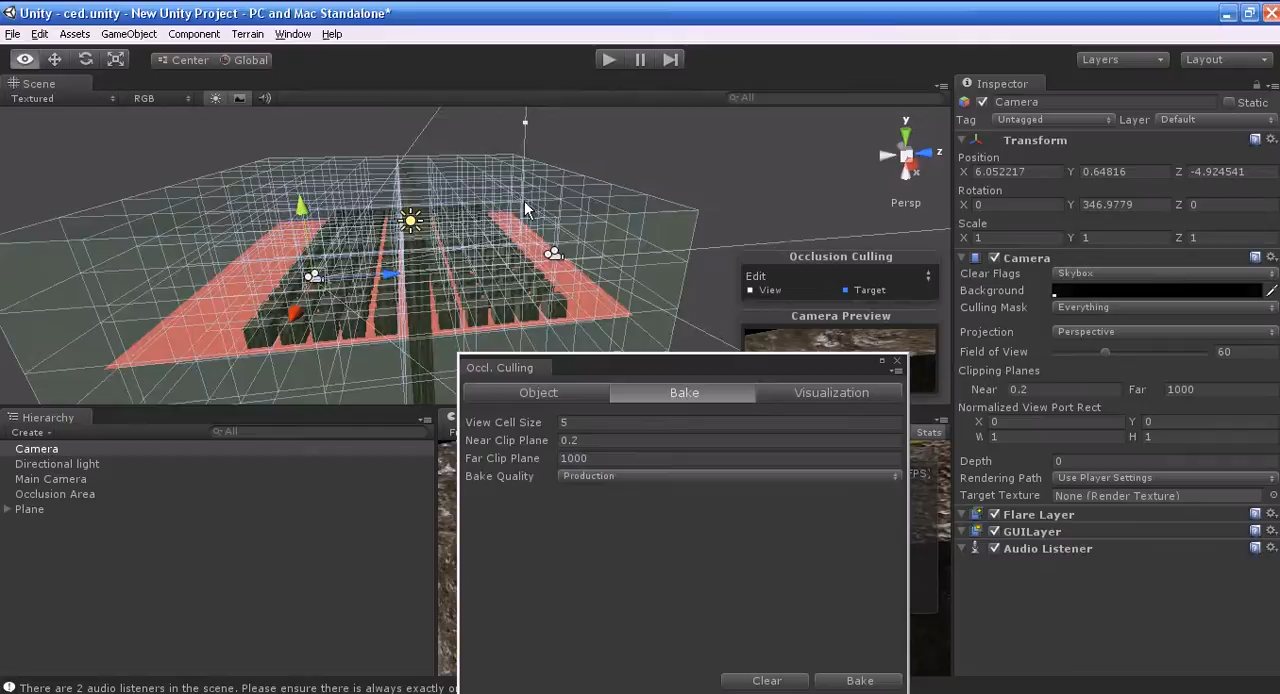 Unity - ced.unity - New Unity Project - PC and Mac Standalone*
File Edit Assets GameObject Component Terrain Window Help
Center Global Layers Layout
Scene
Textured RGB All
y
z
x
Persp
Occlusion Culling
Edit
View Target
Camera Preview
Inspector
Camera Static
Tag Untagged Layer Default
Transform
Position
X 6.052217 Y 0.64816 Z -4.924541
Rotation
X 0 Y 346.9779 Z 0
Scale
X 1 Y 1 Z 1
Camera
Clear Flags Skybox
Background
Culling Mask Everything
Projection Perspective
Field of View 60
Clipping Planes
Near 0.2 Far 1000
Normalized View Port Rect
X 0 Y 0
W 1 H 1
Depth 0
Rendering Path Use Player Settings
Target Texture None (Render Texture)
Flare Layer
GUILayer
Audio Listener
Occl. Culling
Object Bake Visualization
View Cell Size 5
Near Clip Plane 0.2
Far Clip Plane 1000
Bake Quality Production
Clear Bake
Stats
Hierarchy
Create All
Camera
Directional light
Main Camera
Occlusion Area
Plane
There are 2 audio listeners in the scene. Please ensure there is always exactly